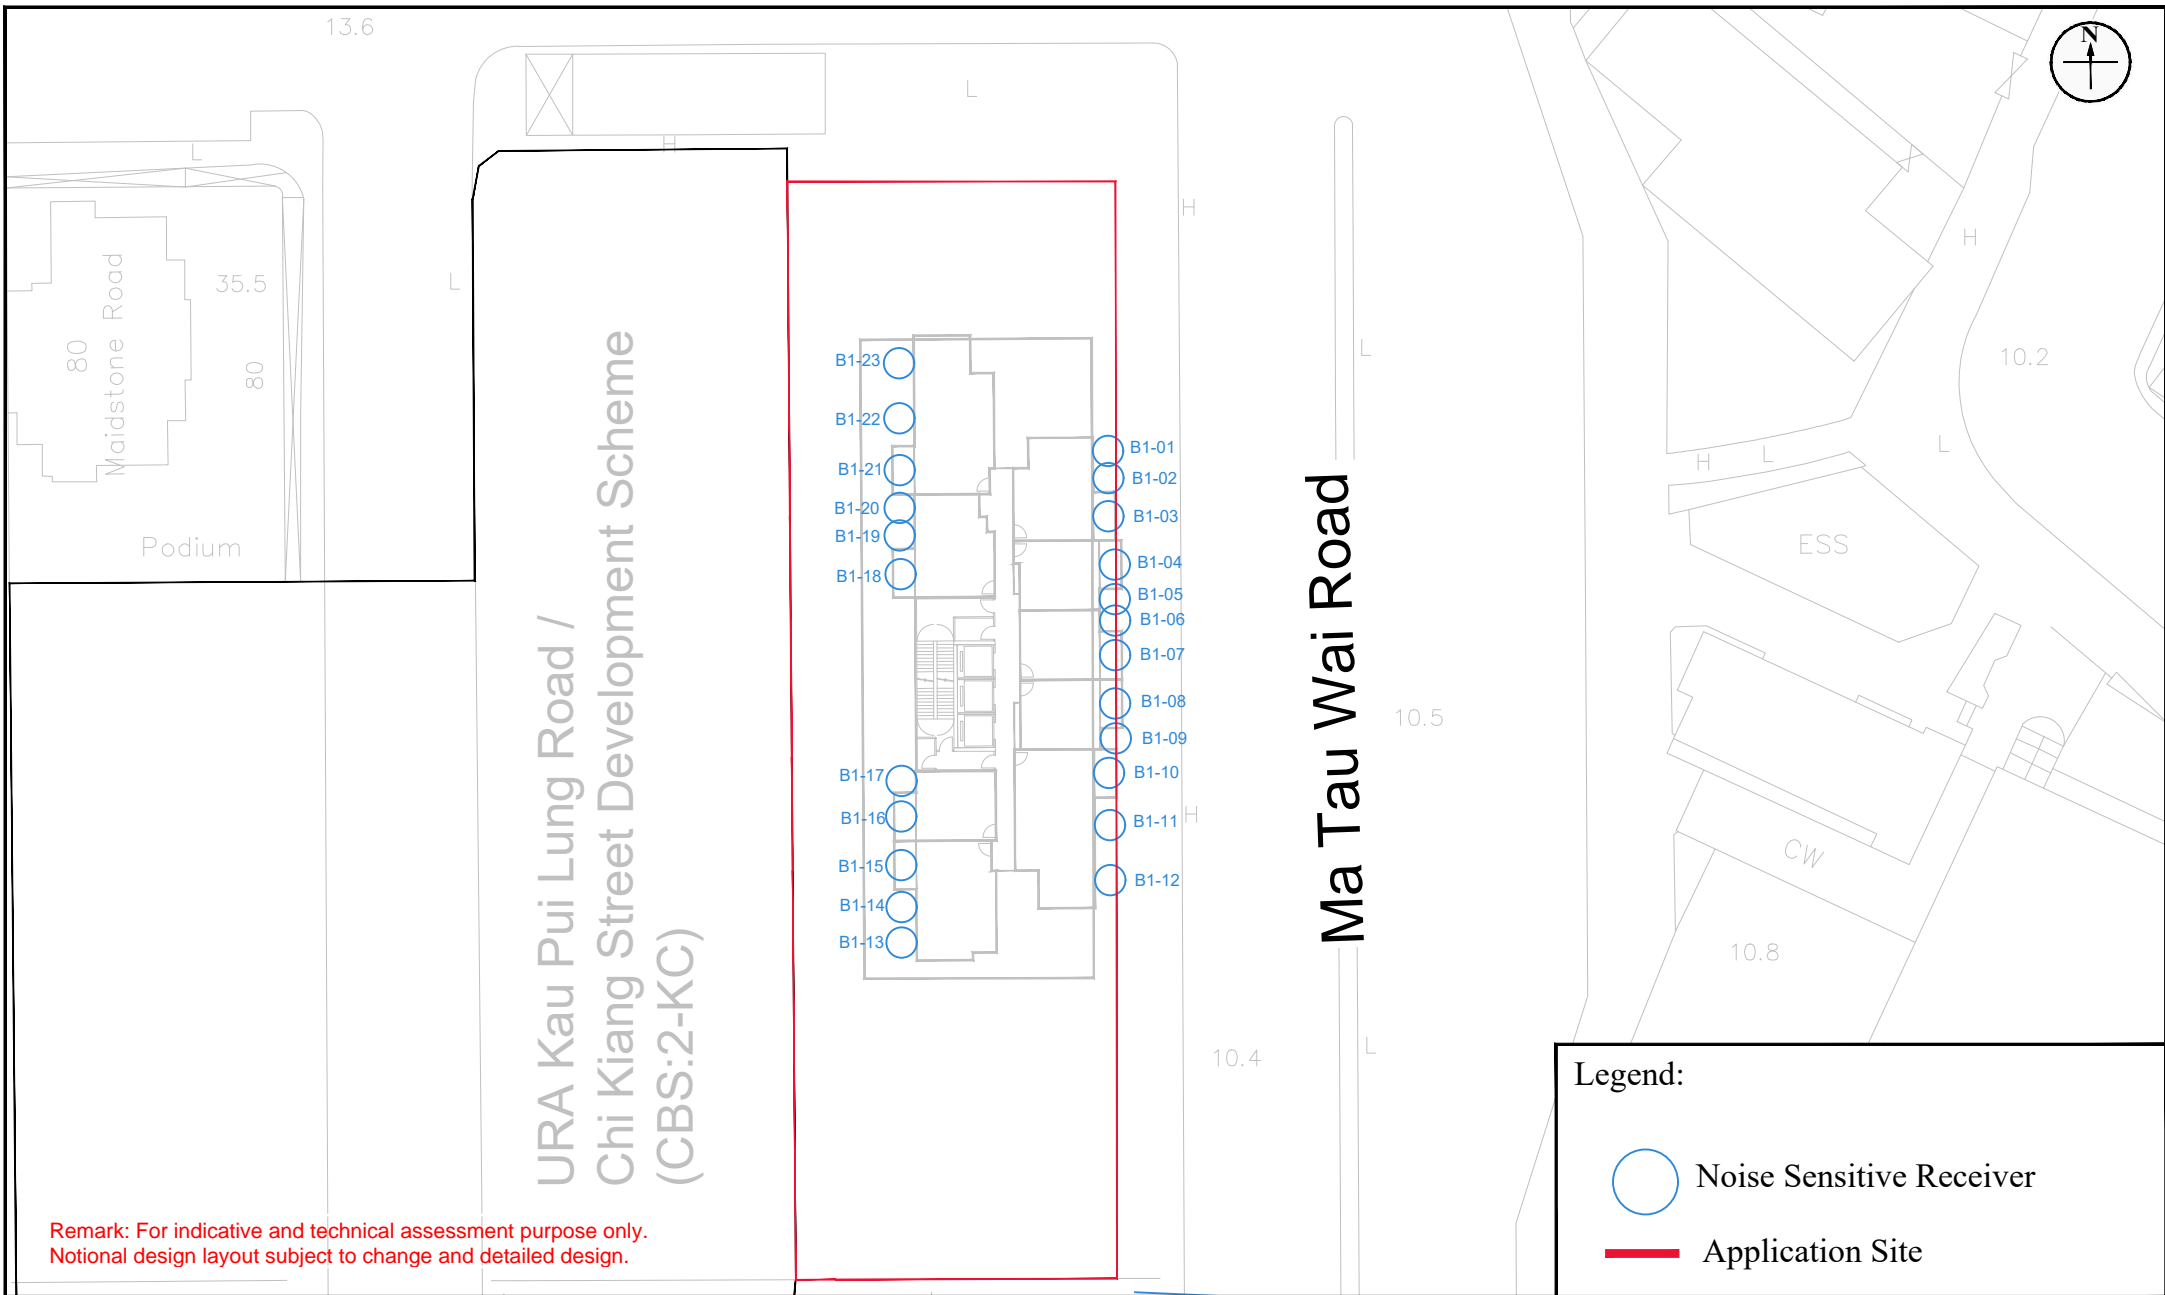 13.6
N
L
H
L
H
80
Maidstone Road
35.5
80
L
Podium
URA Kau Pui Lung Road /
Chi Kiang Street Development Scheme
(CBS:2-KC)
B1-23
B1-22
B1-21
B1-20
B1-19
B1-18
B1-17
B1-16
B1-15
B1-14
B1-13
B1-01
B1-02
B1-03
B1-04
B1-05
B1-06
B1-07
B1-08
B1-09
B1-10
B1-11
B1-12
H
10.4
L
Ma Tau Wai Road
L
10.5
H
10.2
H
L
L
ESS
CW
10.8
Remark: For indicative and technical assessment purpose only.
Notional design layout subject to change and detailed design.
Legend:
Noise Sensitive Receiver
Application Site